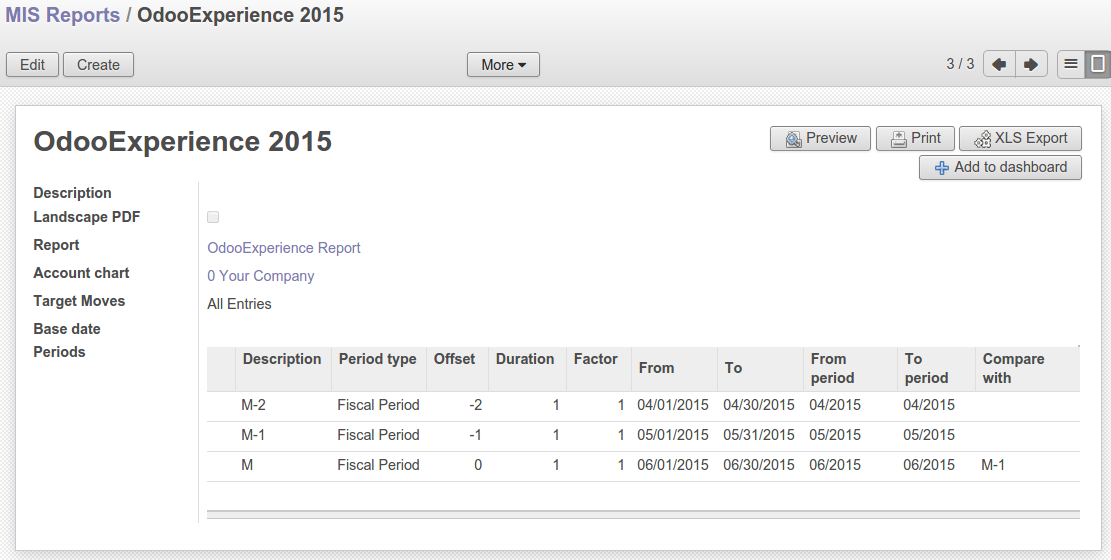 MIS Reports / OdooExperience 2015
Edit Create More 3 / 3
OdooExperience 2015
Preview Print XLS Export
Add to dashboard
Description
Landscape PDF
Report OdooExperience Report
Account chart 0 Your Company
Target Moves All Entries
Base date
Periods
Description Period type Offset Duration Factor From To From period To period Compare with
M-2 Fiscal Period -2 1 1 04/01/2015 04/30/2015 04/2015 04/2015
M-1 Fiscal Period -1 1 1 05/01/2015 05/31/2015 05/2015 05/2015
M Fiscal Period 0 1 1 06/01/2015 06/30/2015 06/2015 06/2015 M-1